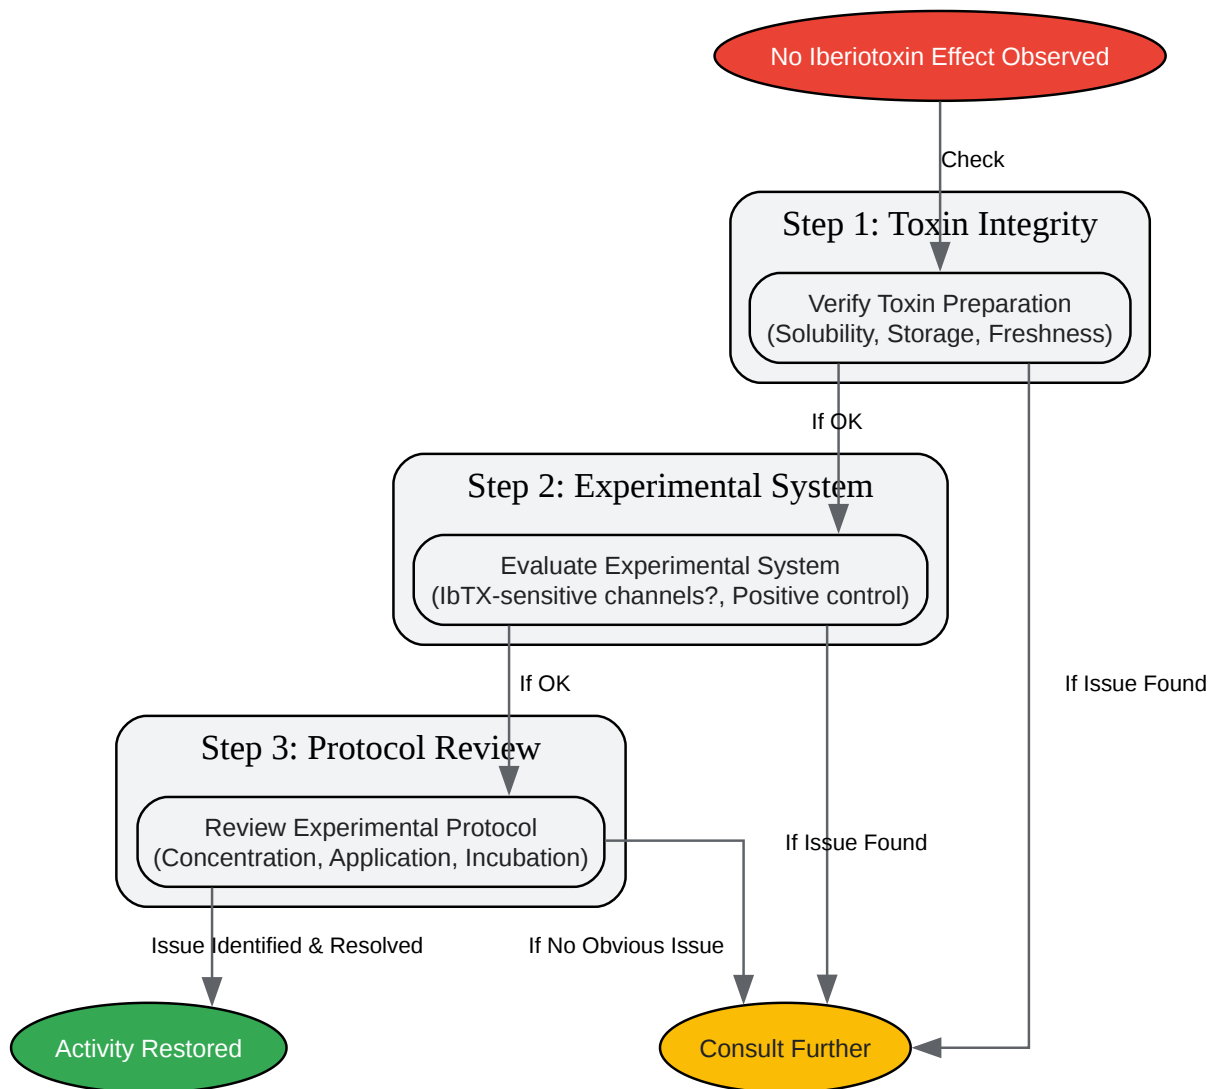 No Iberiotoxin Effect Observed
Check
Step 1: Toxin Integrity
Verify Toxin Preparation
(Solubility, Storage, Freshness)
If OK
Step 2: Experimental System
Evaluate Experimental System
(IbTX-sensitive channels?, Positive control)
If OK
If Issue Found
Step 3: Protocol Review
Review Experimental Protocol
(Concentration, Application, Incubation)
If Issue Found
Issue Identified & Resolved
If No Obvious Issue
Activity Restored
Consult Further